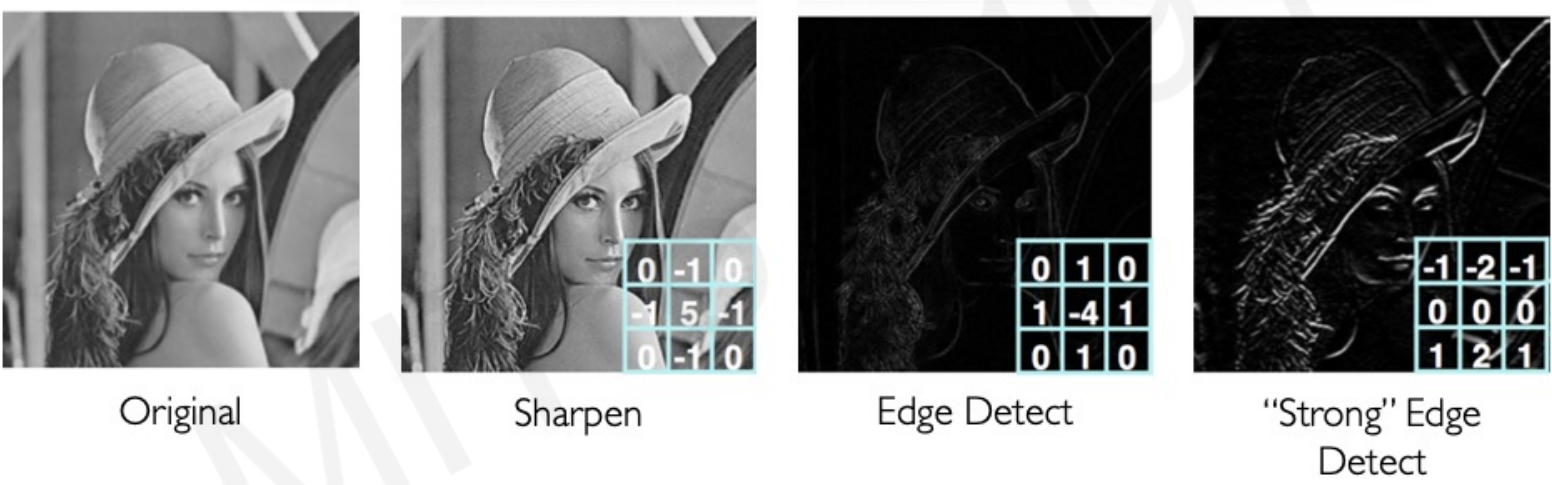 0 -1 0
-1 5 -1
0 -1 0
0 1 0
1 -4 1
0 1 0
-1 -2 -1
0 0 0
1 2 1
Original
Sharpen
Edge Detect
“Strong” Edge
Detect